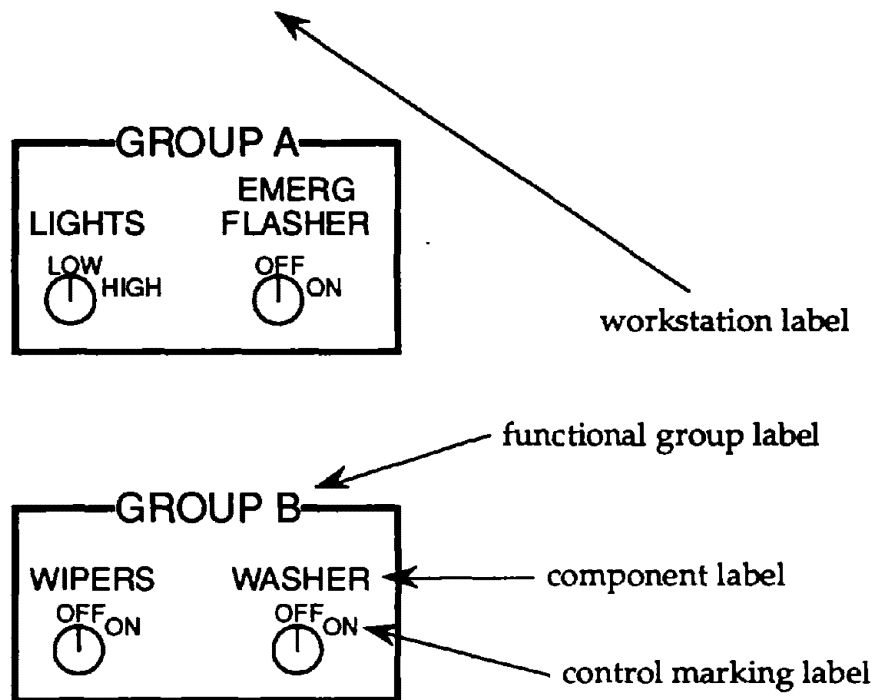 GROUP A
EMERG
LIGHTS FLASHER
LOW OFF
HIGH ON
workstation label
functional group label
GROUP B
WIPERS WASHER component label
OFF OFF
ON ON
control marking label